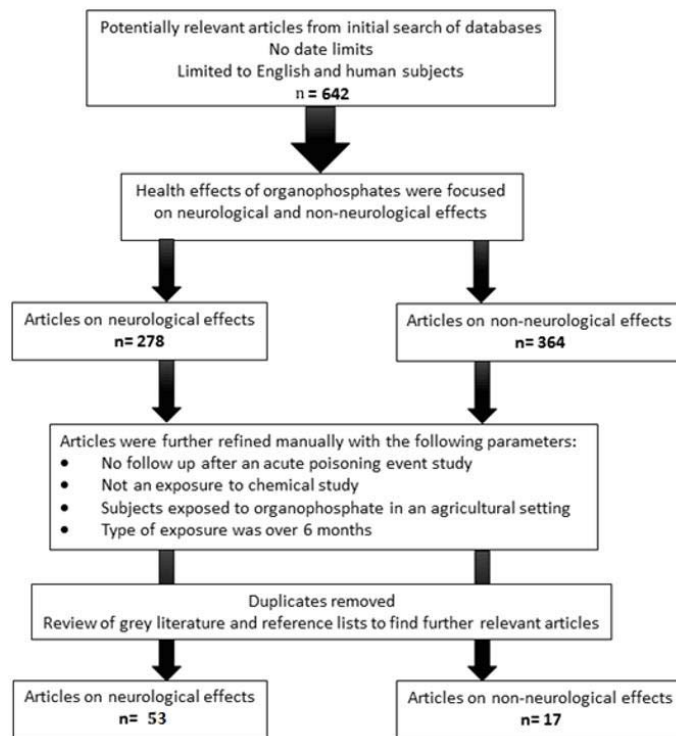 Potentially relevant articles from initial search of databases
No date limits
Limited to English and human subjects
n = 642
Health effects of organophosphates were focused
on neurological and non-neurological effects
Articles on neurological effects
n= 278
Articles on non-neurological effects
n= 364
Articles were further refined manually with the following parameters:
• No follow up after an acute poisoning event study
• Not an exposure to chemical study
• Subjects exposed to organophosphate in an agricultural setting
• Type of exposure was over 6 months
Duplicates removed
Review of grey literature and reference lists to find further relevant articles
Articles on neurological effects
n= 53
Articles on non-neurological effects
n= 17